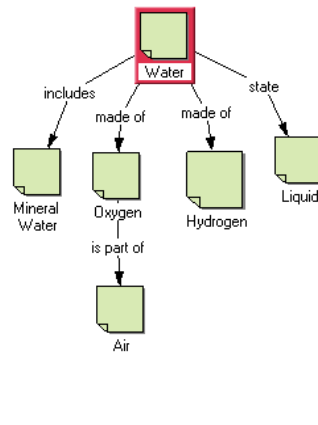 Water
includes
made of
made of
state
Mineral
Water
Oxygen
Hydrogen
Liquid
is part of
Air